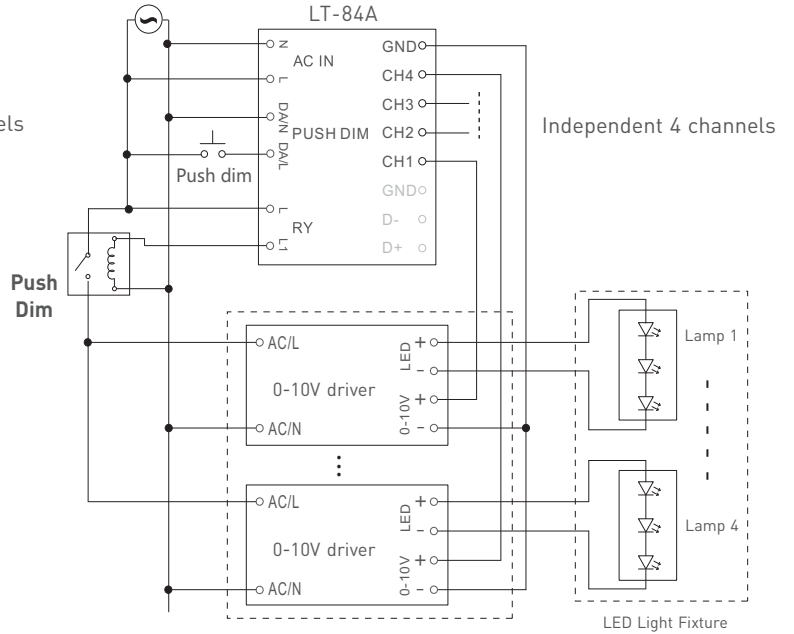 LT-84A
N
AC IN
L
DA/N
PUSH DIM
DA/L
L
RY
L1
GND
CH4
CH3
CH2
CH1
GND
D-
D+
els
Independent 4 channels
Push dim
Push
Dim
AC/L
0-10V driver
AC/N
LED
+
-
0-10V
+
-
Lamp 1
AC/L
0-10V driver
AC/N
LED
+
-
0-10V
+
-
Lamp 4
LED Light Fixture